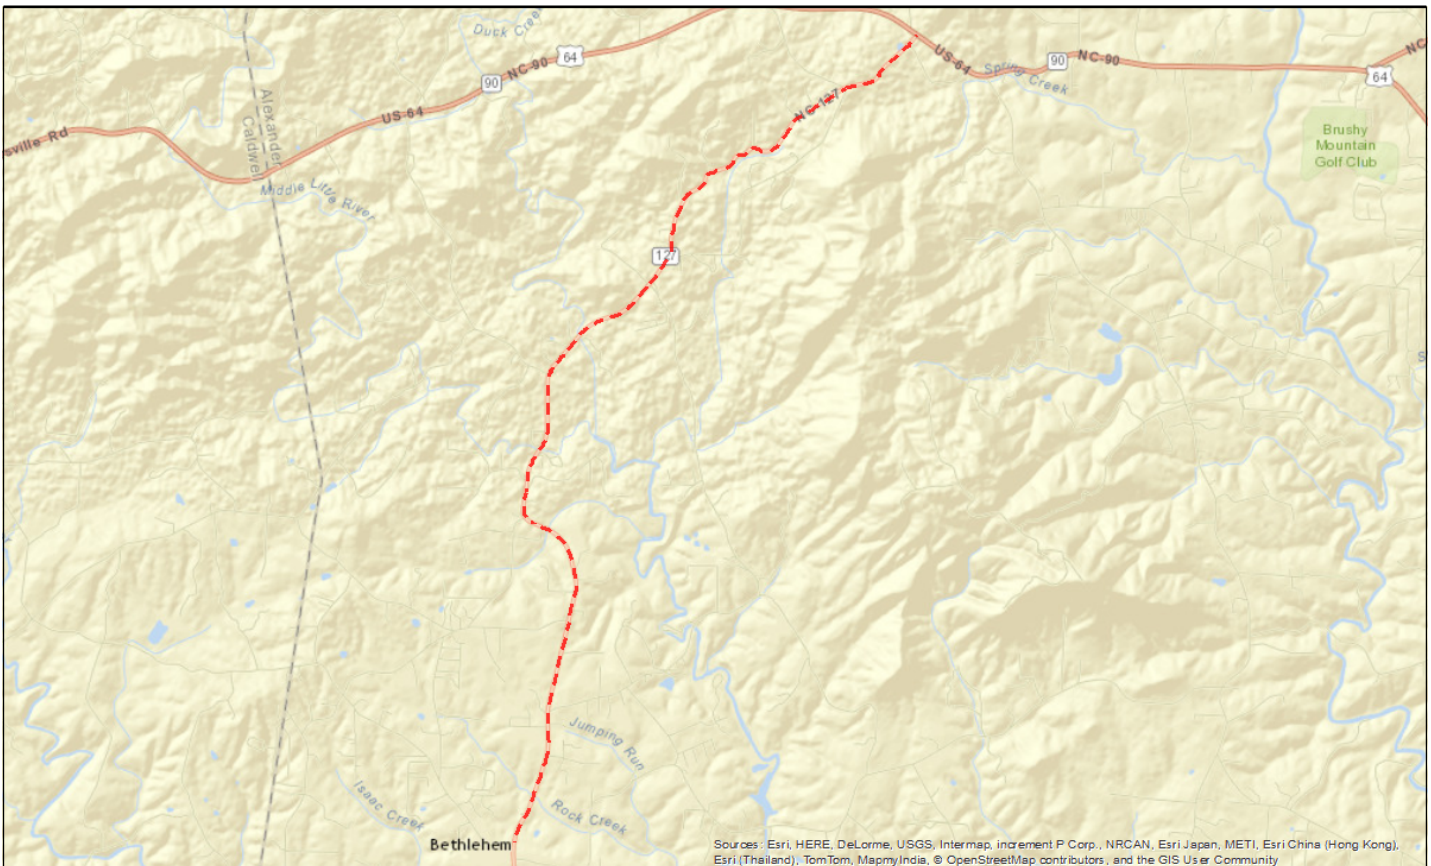 Duck Creek
NC-90
64
90
US 64
US-64
Spring Creek
90
NC-90
NC
64
sville Rd
Alexander
Caldwell
Middle Little River
NC-127
Brushy
Mountain
Golf Club
127
S
Jumping Run
Isaac Creek
Rock Creek
Bethlehem
Sources: Esri, HERE, DeLorme, USGS, Intermap, increment P Corp., NRCAN, Esri Japan, METI, Esri China (Hong Kong),
Esri (Thailand), TomTom, MapmyIndia, © OpenStreetMap contributors, and the GIS User Community